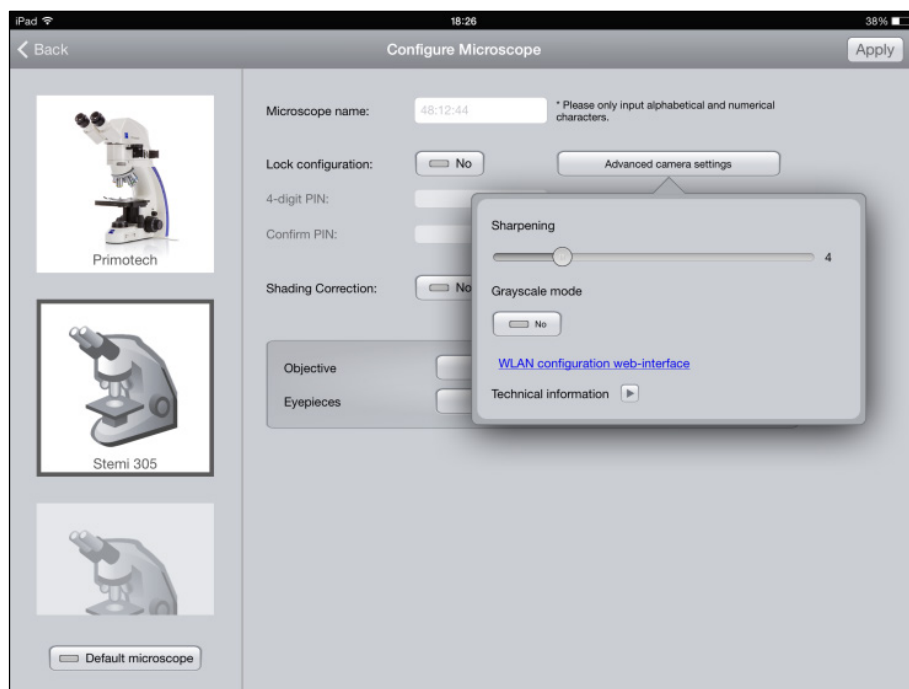 iPad 18:26 38%
Back Configure Microscope Apply
Primotech
Stemi 305
Default microscope
Microscope name: 48:12:44 * Please only input alphabetical and numerical
characters.
Lock configuration: No Advanced camera settings
4-digit PIN:
Confirm PIN:
Shading Correction: No
Objective
Eyepieces
Sharpening
4
Grayscale mode
No
WLAN configuration web-interface
Technical information